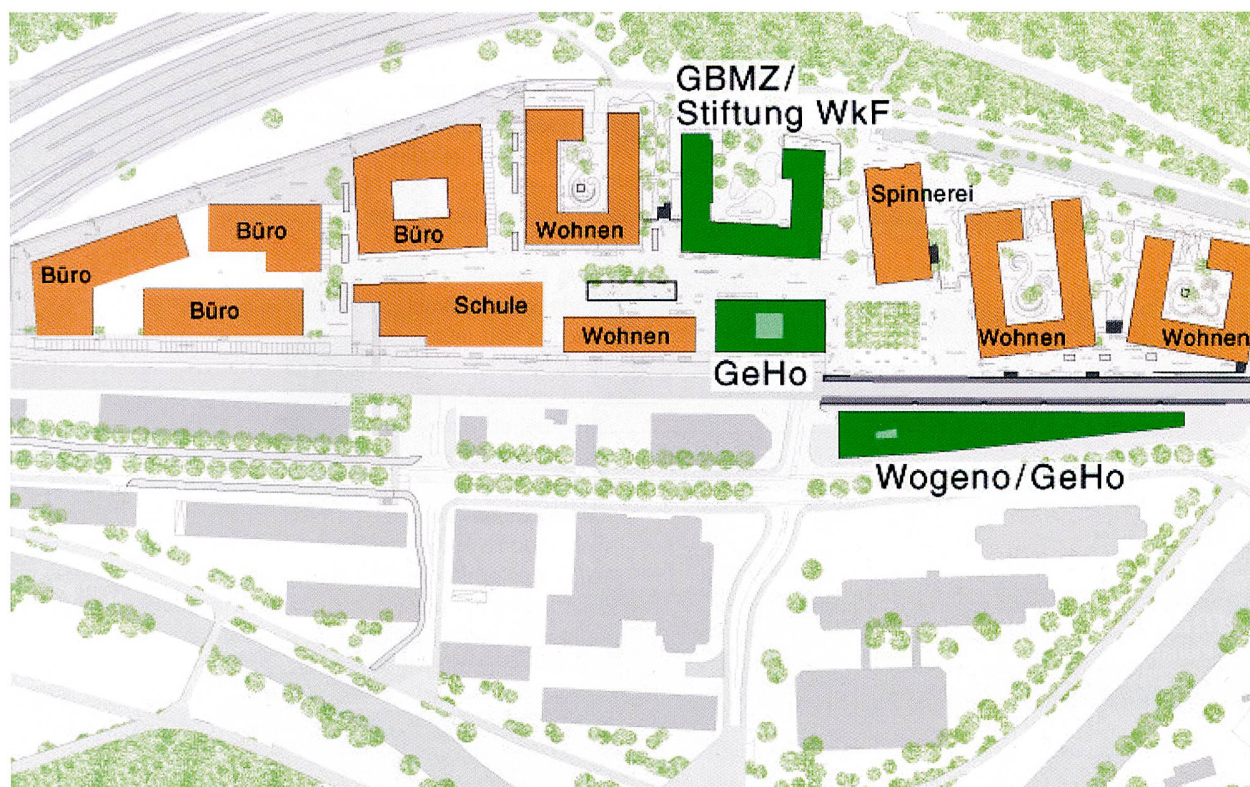 GBMZ/
Stiftung WkF
Spinnerei
Büro
Büro
Wohnen
Büro
Büro
Schule
Wohnen
Wohnen
Wohnen
GeHo
Wogeno/GeHo